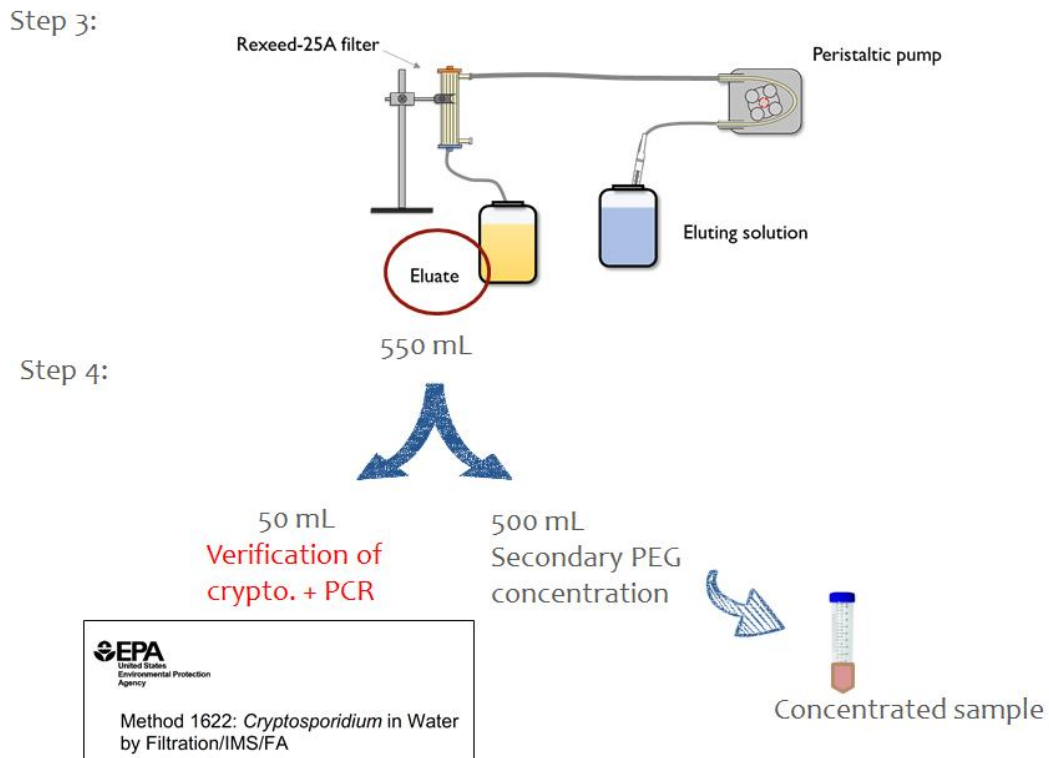 Step 3:
Rexeed-25A filter
Peristaltic pump
Eluting solution
Eluate
550 mL
Step 4:
50 mL
Verification of
crypto. + PCR
500 mL
Secondary PEG
concentration
EPA
United States
Environmental Protection
Agency
Method 1622: Cryptosporidium in Water
by Filtration/IMS/FA
Concentrated sample